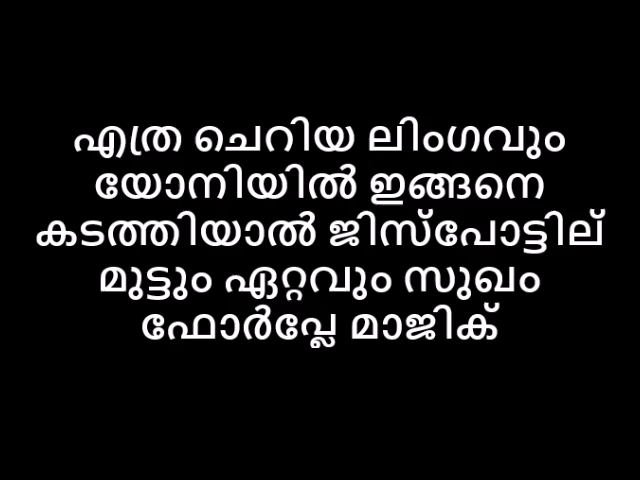 എത്ര ചെറിയ ലിംഗവും
യോനിയിൽ ഇങ്ങനെ
കടത്തിയാൽ ജിസ്പോട്ടില്
മുട്ടും ഏറ്റവും സുഖം
ഫോർപ്ലേ മാജിക്